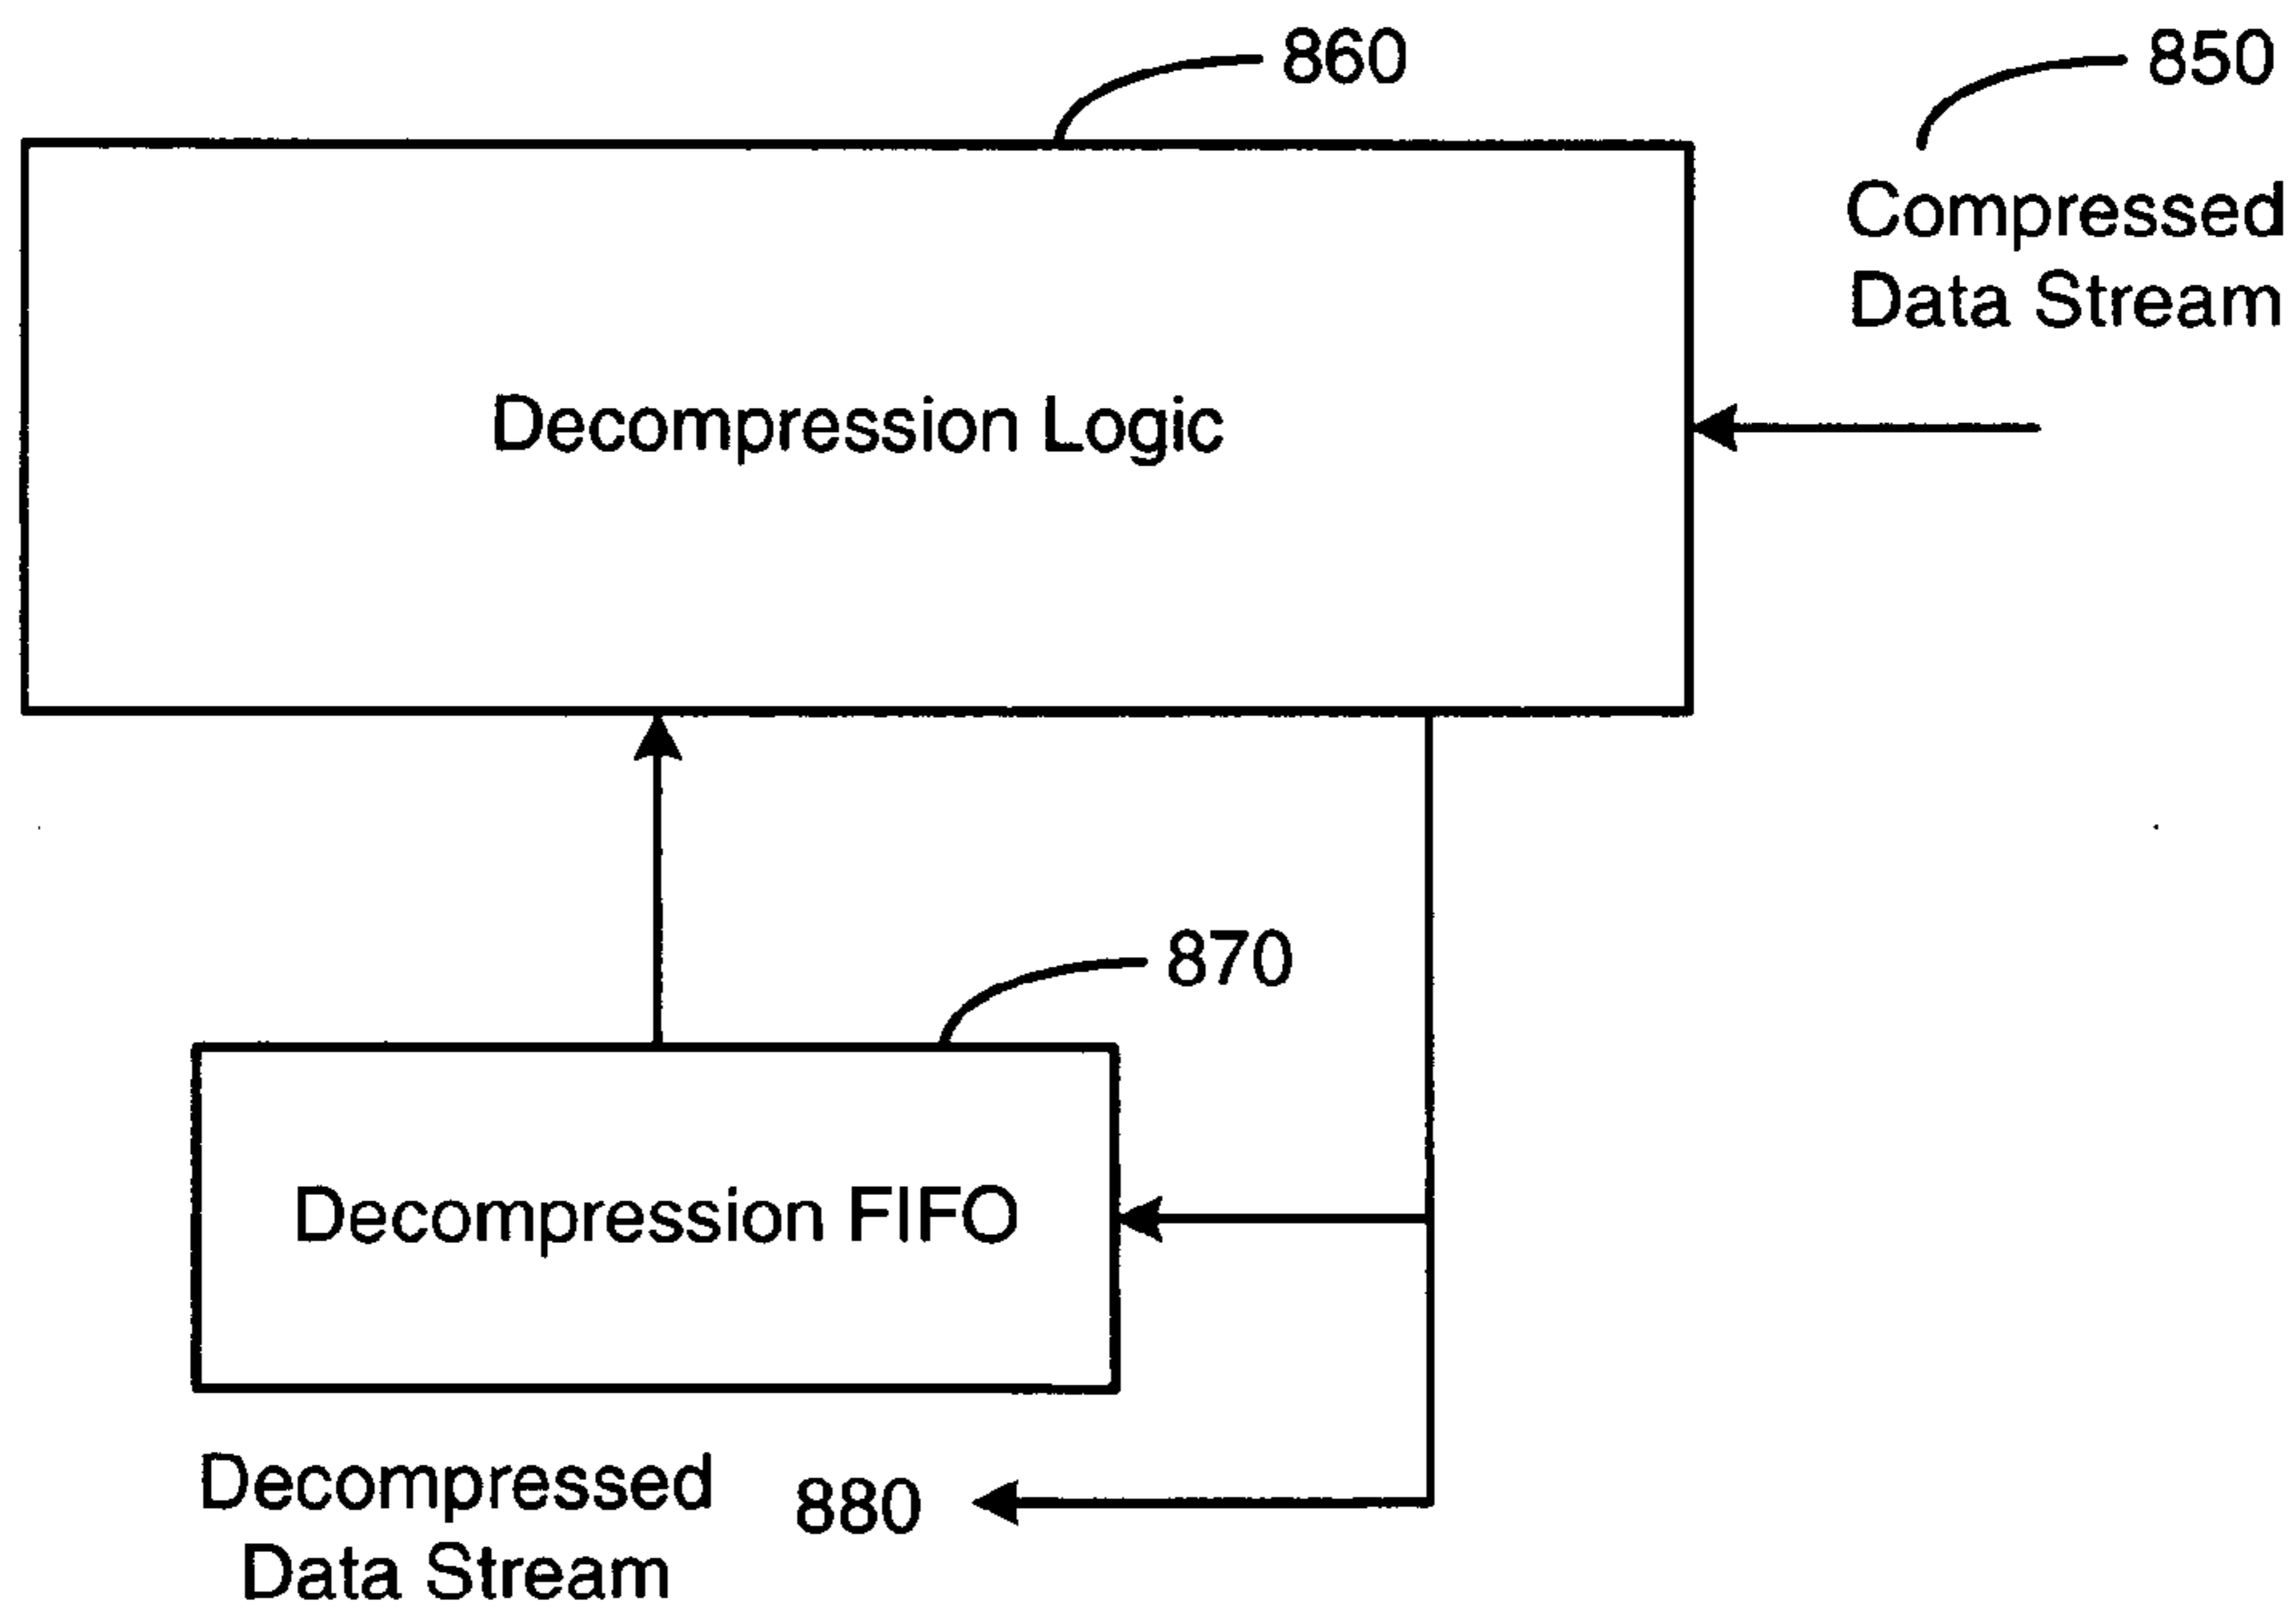 860
850
Compressed
Data Stream
Decompression Logic
870
Decompression FIFO
Decompressed
Data Stream
880